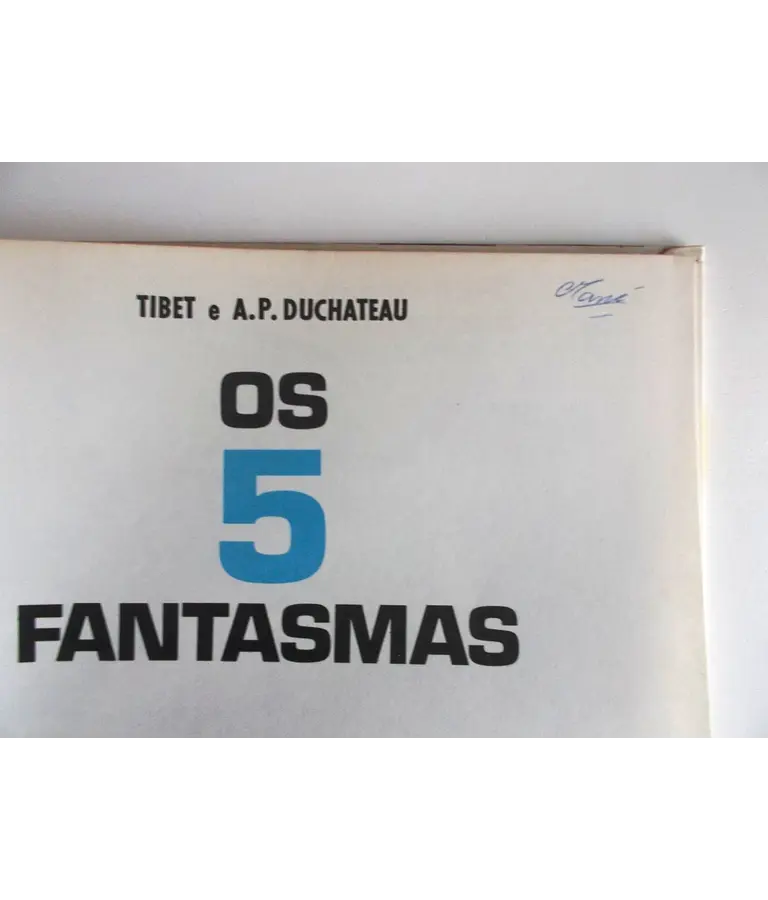 TIBET e A.P. DUCHATEAU
OS
5
FANTASMAS